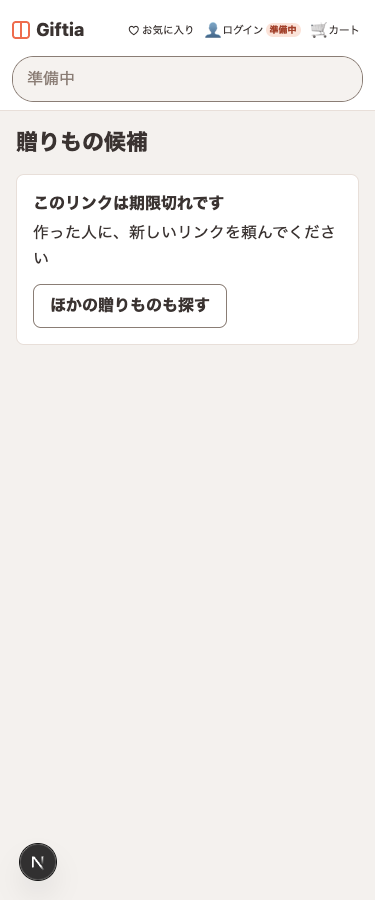 Giftia
お気に入り
ログイン 準備中
カート
準備中
贈りもの候補
このリンクは期限切れです
作った人に、新しいリンクを頼んでくださ
い
ほかの贈りものも探す
N